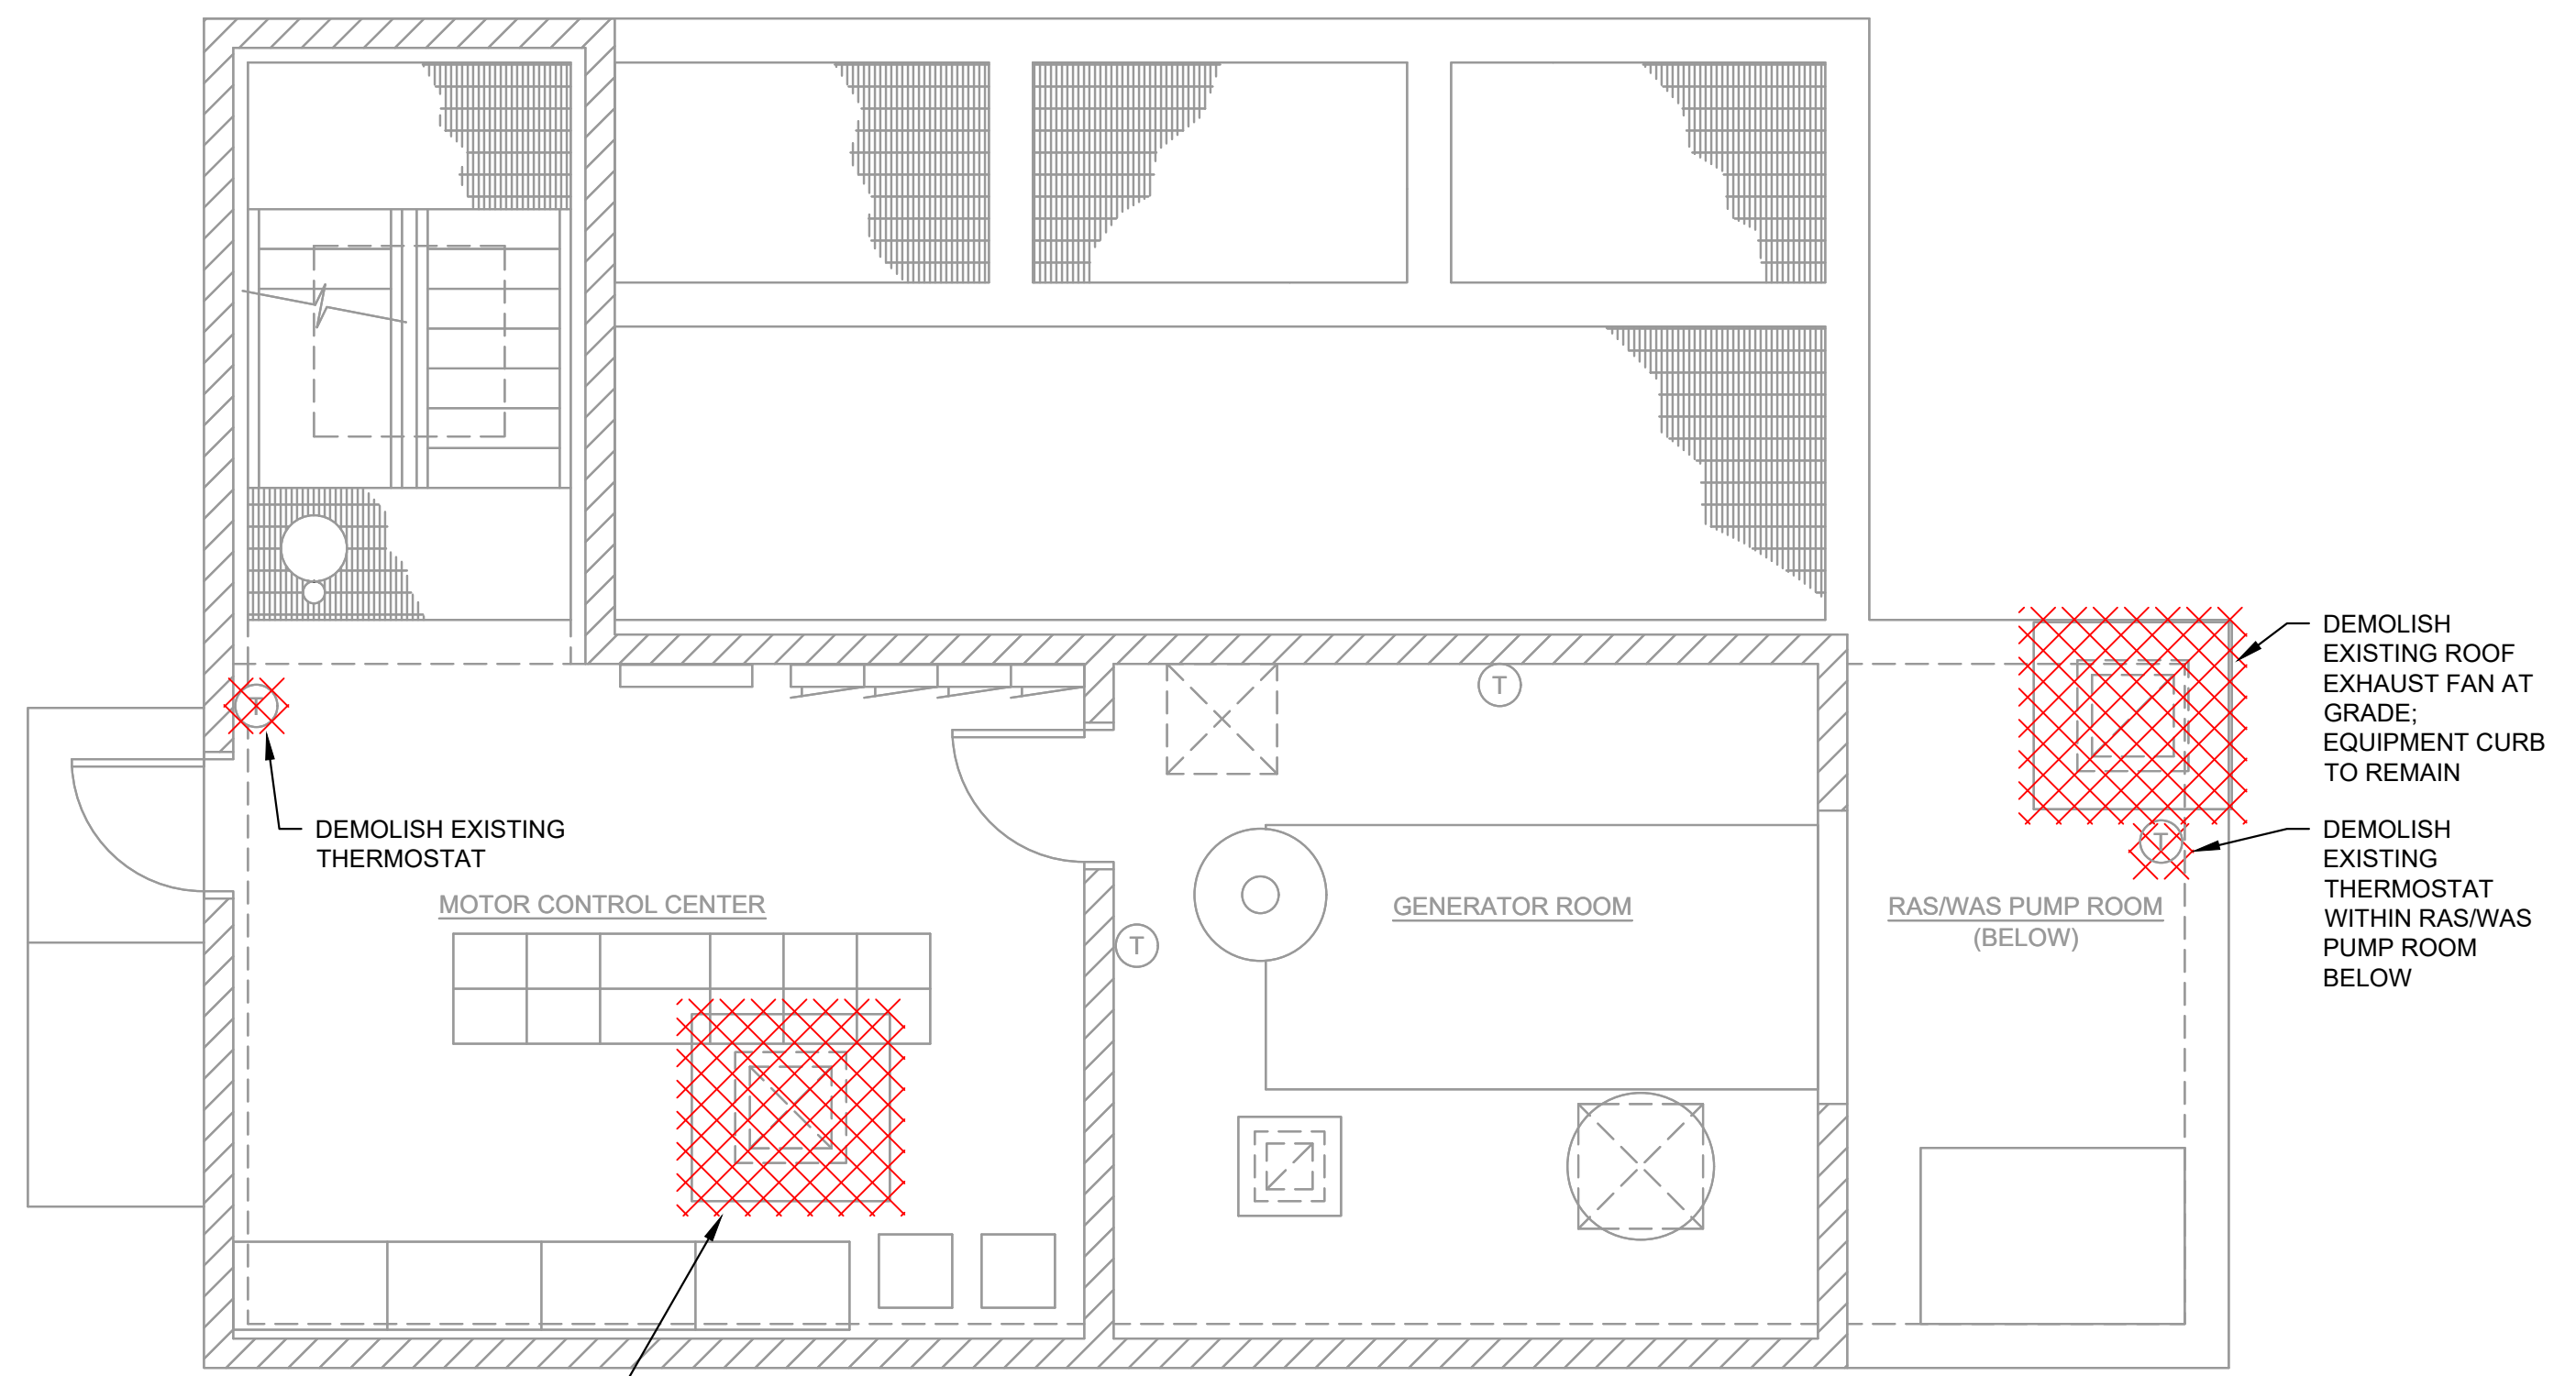 T
T
DEMOLISH EXISTING
THERMOSTAT
MOTOR CONTROL CENTER
T
GENERATOR ROOM
RAS/WAS PUMP ROOM
(BELOW)
T
DEMOLISH
EXISTING ROOF
EXHAUST FAN AT
GRADE;
EQUIPMENT CURB
TO REMAIN
DEMOLISH
EXISTING
THERMOSTAT
WITHIN RAS/WAS
PUMP ROOM
BELOW